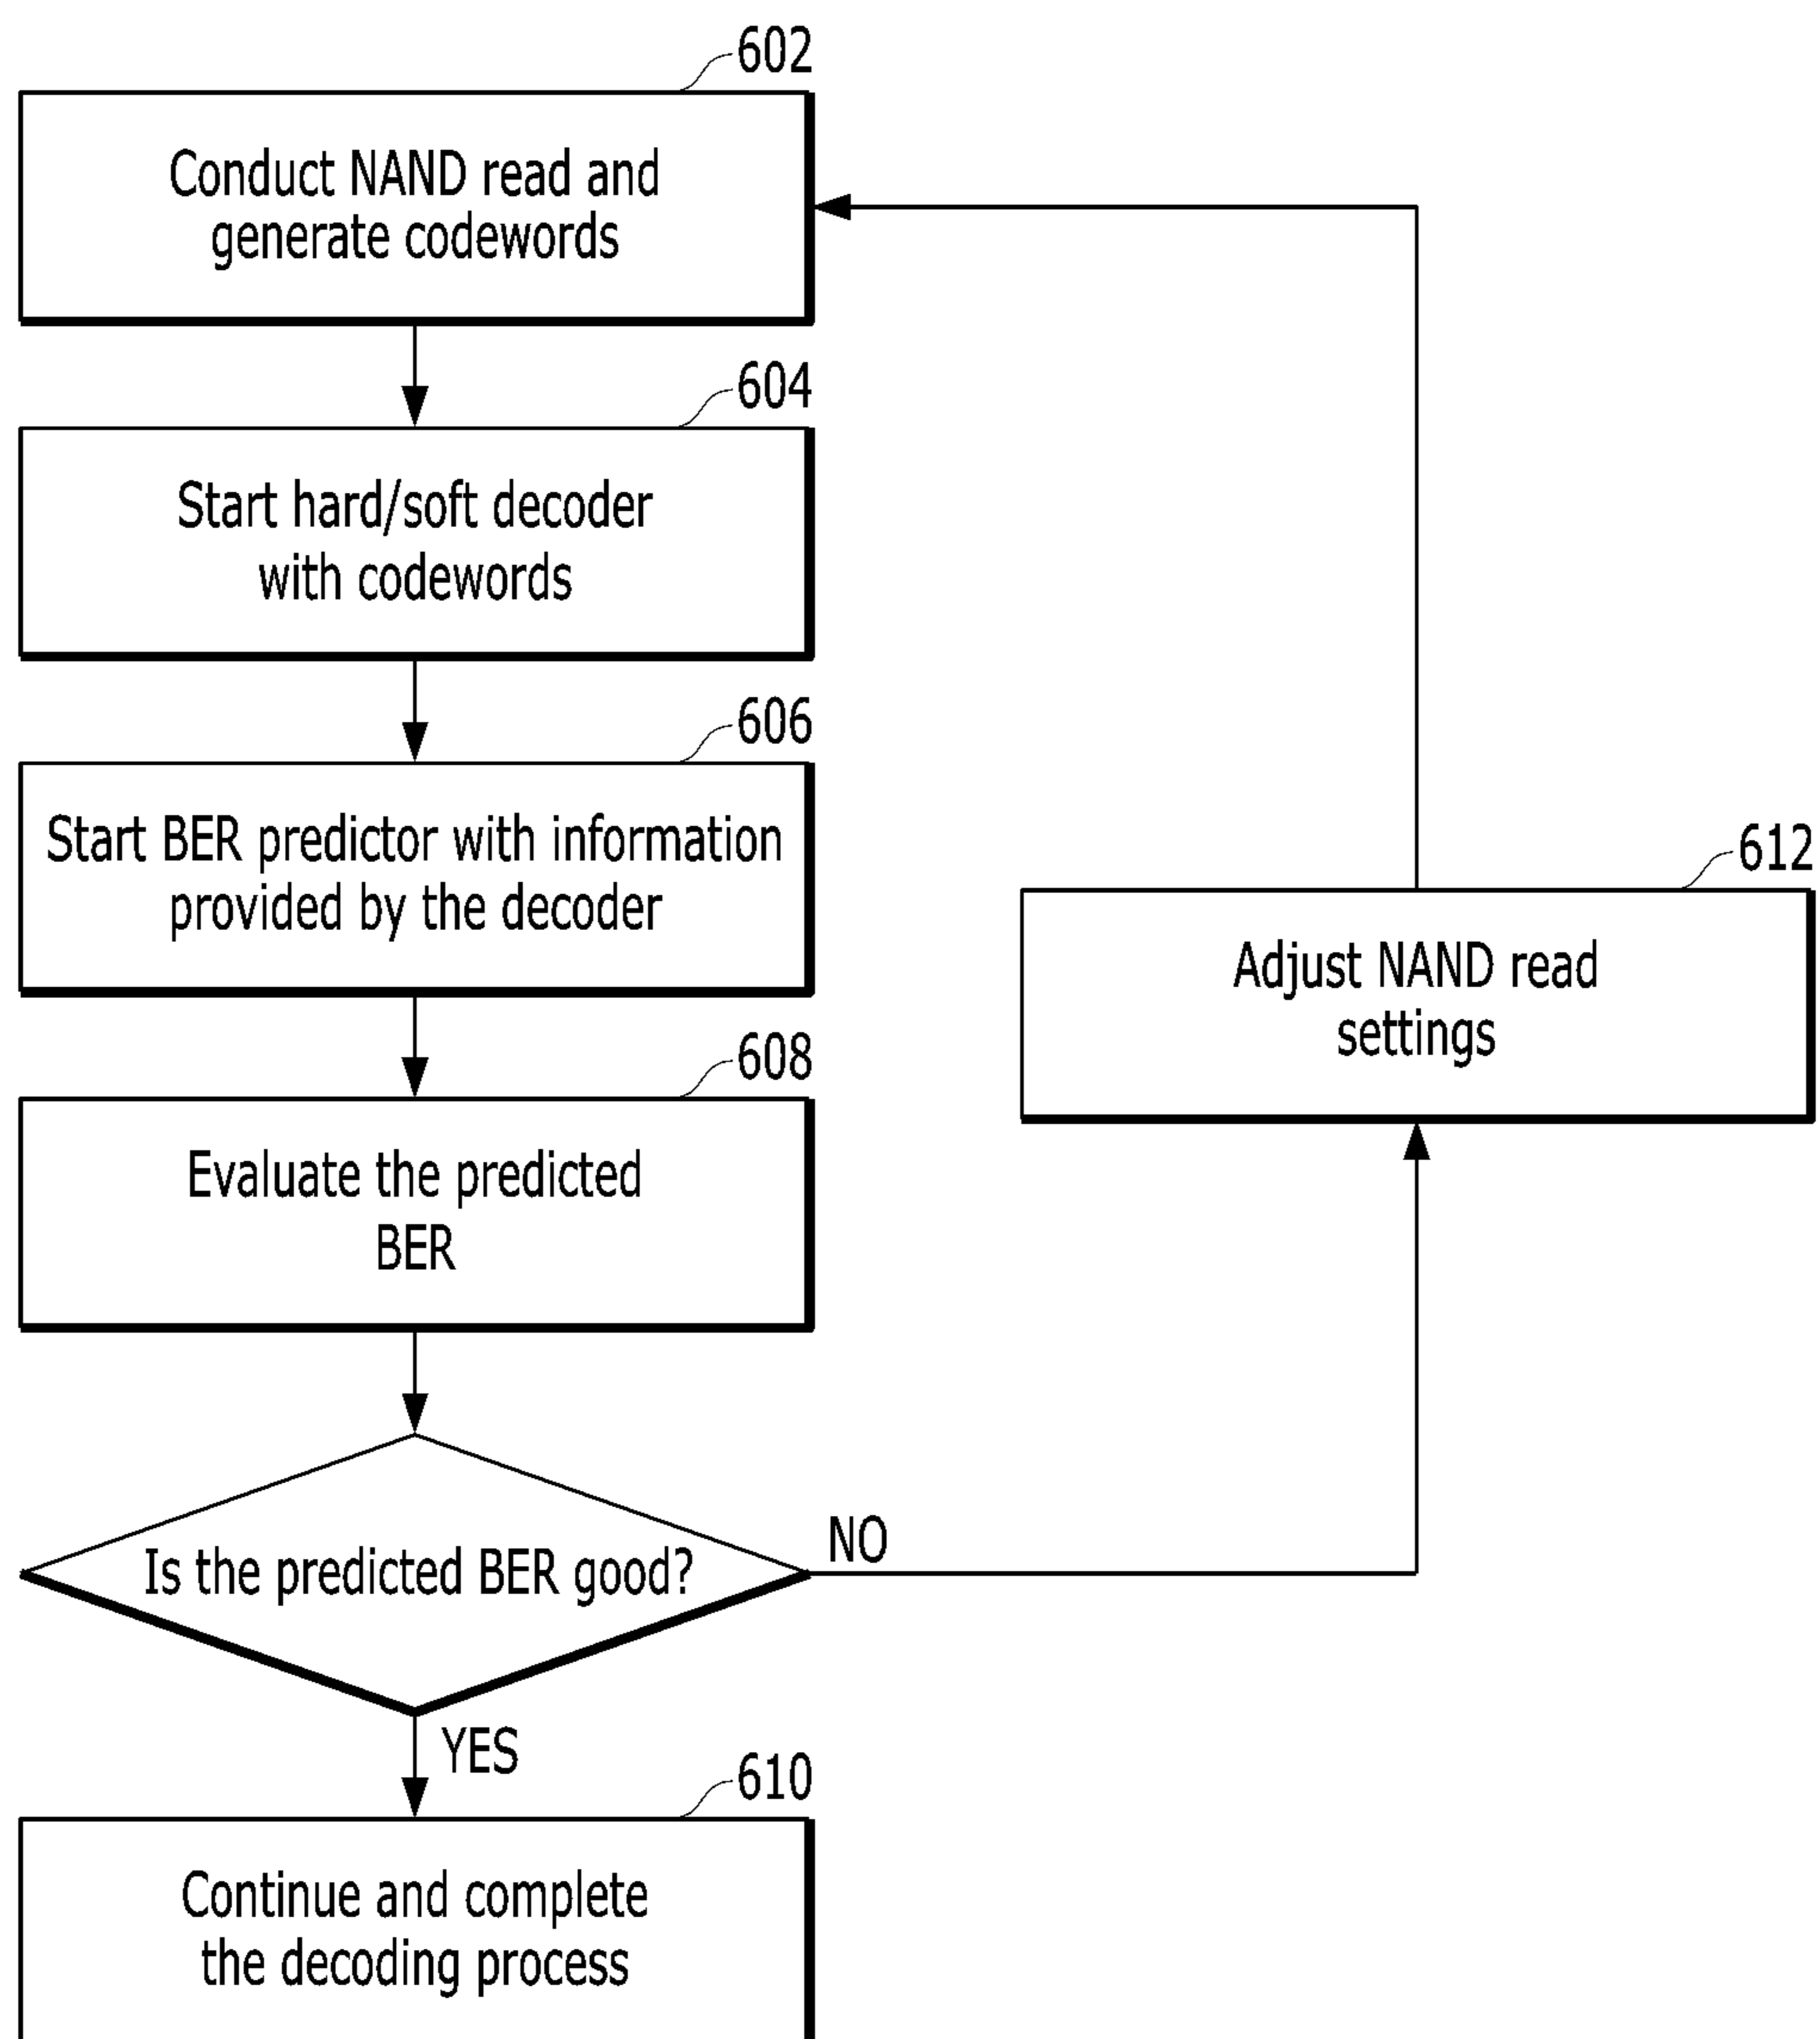 602
Conduct NAND read and
generate codewords
604
Start hard/soft decoder
with codewords
606
Start BER predictor with information
provided by the decoder
612
Adjust NAND read
settings
608
Evaluate the predicted
BER
Is the predicted BER good?
NO
YES
610
Continue and complete
the decoding process